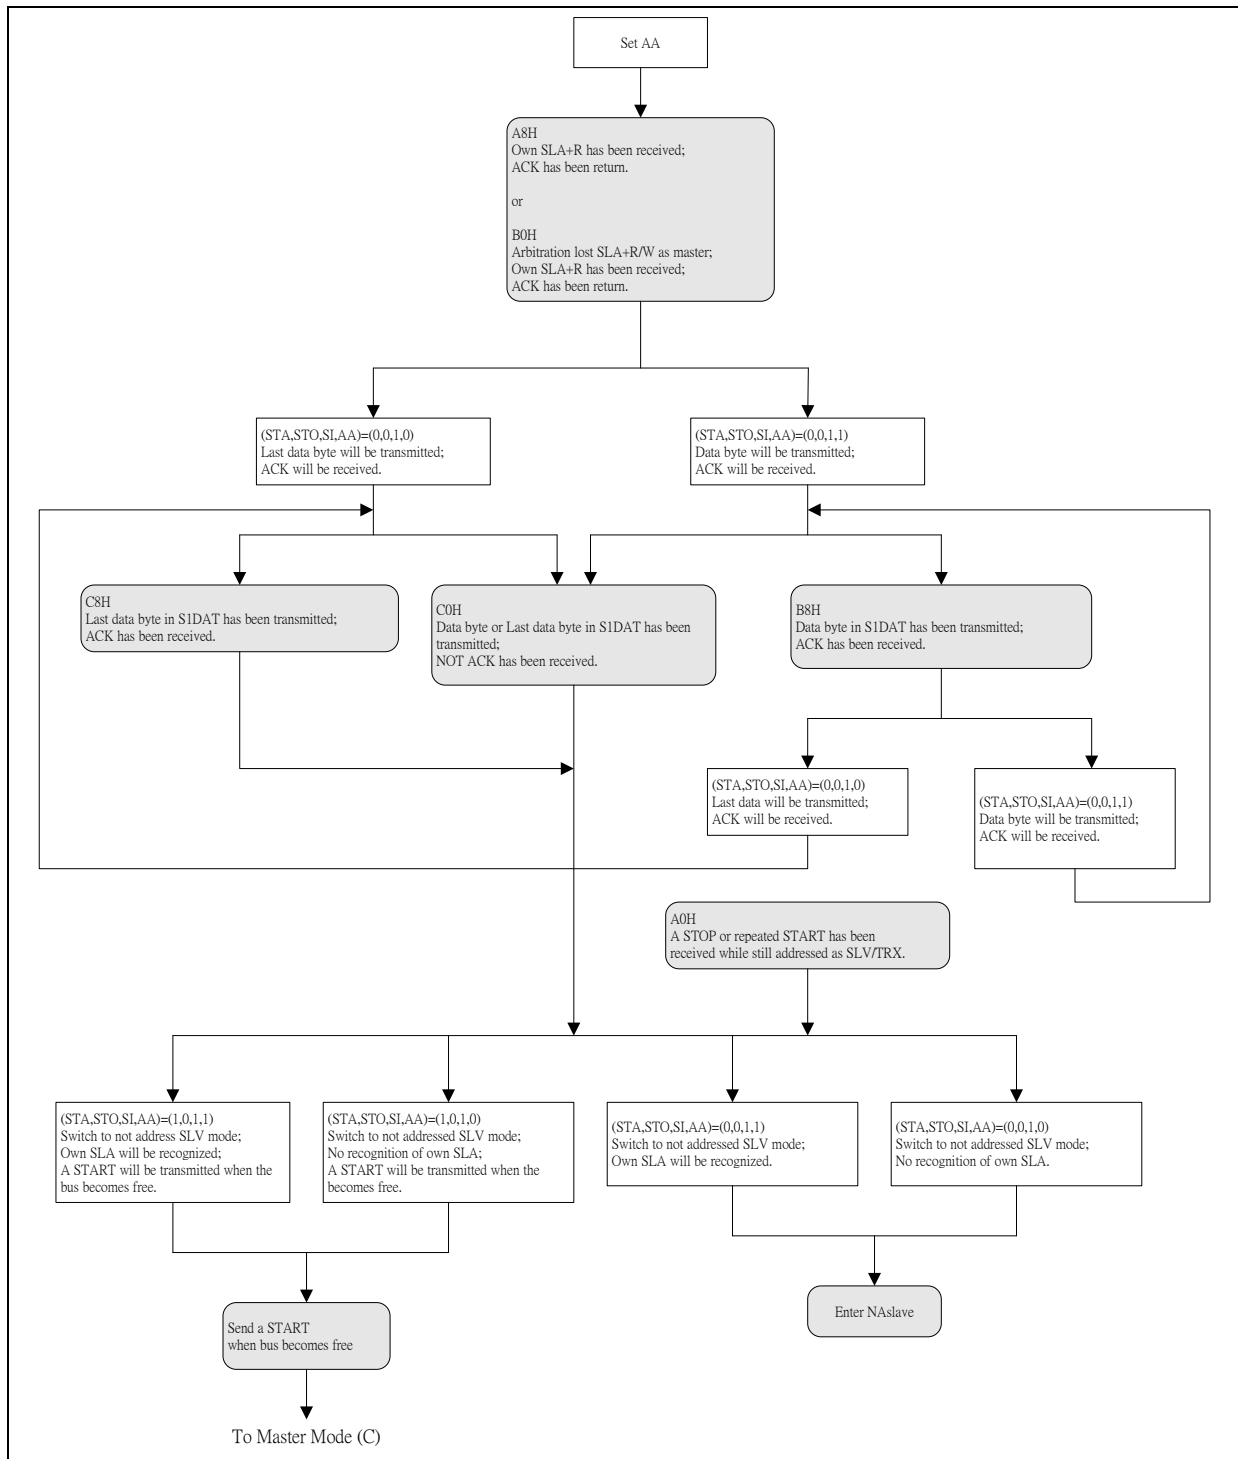 Set AA
A8H
Own SLA+R has been received;
ACK has been return.
or
B0H
Arbitration lost SLA+R/W as master;
Own SLA+R has been received;
ACK has been return.
(STA,STO,SI,AA)=(0,0,1,0)
Last data byte will be transmitted;
ACK will be received.
(STA,STO,SI,AA)=(0,0,1,1)
Data byte will be transmitted;
ACK will be received.
C8H
Last data byte in S1DAT has been transmitted;
ACK has been received.
C0H
Data byte or Last data byte in S1DAT has been
transmitted;
NOT ACK has been received.
B8H
Data byte in S1DAT has been transmitted;
ACK has been received.
(STA,STO,SI,AA)=(0,0,1,0)
Last data will be transmitted;
ACK will be received.
(STA,STO,SI,AA)=(0,0,1,1)
Data byte will be transmitted;
ACK will be received.
A0H
A STOP or repeated START has been
received while still addressed as SLV/TRX.
(STA,STO,SI,AA)=(1,0,1,1)
Switch to not address SLV mode;
Own SLA will be recognized;
A START will be transmitted when the
bus becomes free.
(STA,STO,SI,AA)=(1,0,1,0)
Switch to not addressed SLV mode;
No recognition of own SLA;
A START will be transmitted when the
becomes free.
(STA,STO,SI,AA)=(0,0,1,1)
Switch to not addressed SLV mode;
Own SLA will be recognized.
(STA,STO,SI,AA)=(0,0,1,0)
Switch to not addressed SLV mode;
No recognition of own SLA.
Send a START
when bus becomes free
Enter NAslave
To Master Mode (C)